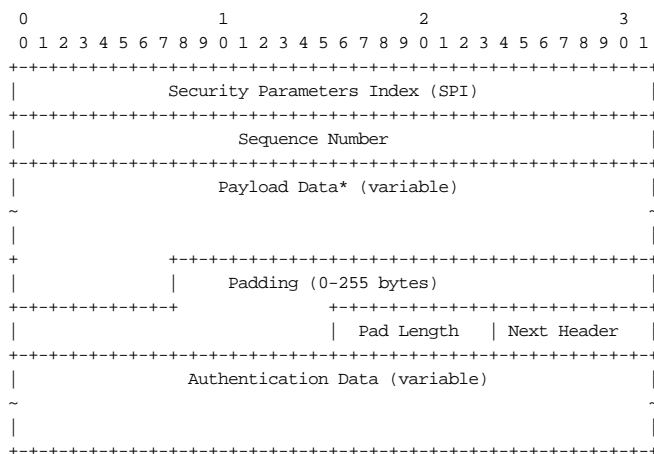 0 1 2 3
0 1 2 3 4 5 6 7 8 9 0 1 2 3 4 5 6 7 8 9 0 1 2 3 4 5 6 7 8 9 0 1
+-+-+-+-+-+-+-+-+-+-+-+-+-+-+-+-+-+-+-+-+-+-+-+-+-+-+-+-+-+-+-+-+
| Security Parameters Index (SPI) |
+-+-+-+-+-+-+-+-+-+-+-+-+-+-+-+-+-+-+-+-+-+-+-+-+-+-+-+-+-+-+-+-+
| Sequence Number |
+-+-+-+-+-+-+-+-+-+-+-+-+-+-+-+-+-+-+-+-+-+-+-+-+-+-+-+-+-+-+-+-+
| Payload Data* (variable) |
~ ~
| |
+ +-+-+-+-+-+-+-+-+-+-+-+-+-+-+-+-+-+-+-+-+-+-+-+-+
| | Padding (0-255 bytes) |
+-+-+-+-+-+-+-+-+ +-+-+-+-+-+-+-+-+-+-+-+-+-+-+-+-+
| | Pad Length | Next Header |
+-+-+-+-+-+-+-+-+-+-+-+-+-+-+-+-+-+-+-+-+-+-+-+-+-+-+-+-+-+-+-+-+
| Authentication Data (variable) |
~ ~
| |
+-+-+-+-+-+-+-+-+-+-+-+-+-+-+-+-+-+-+-+-+-+-+-+-+-+-+-+-+-+-+-+-+